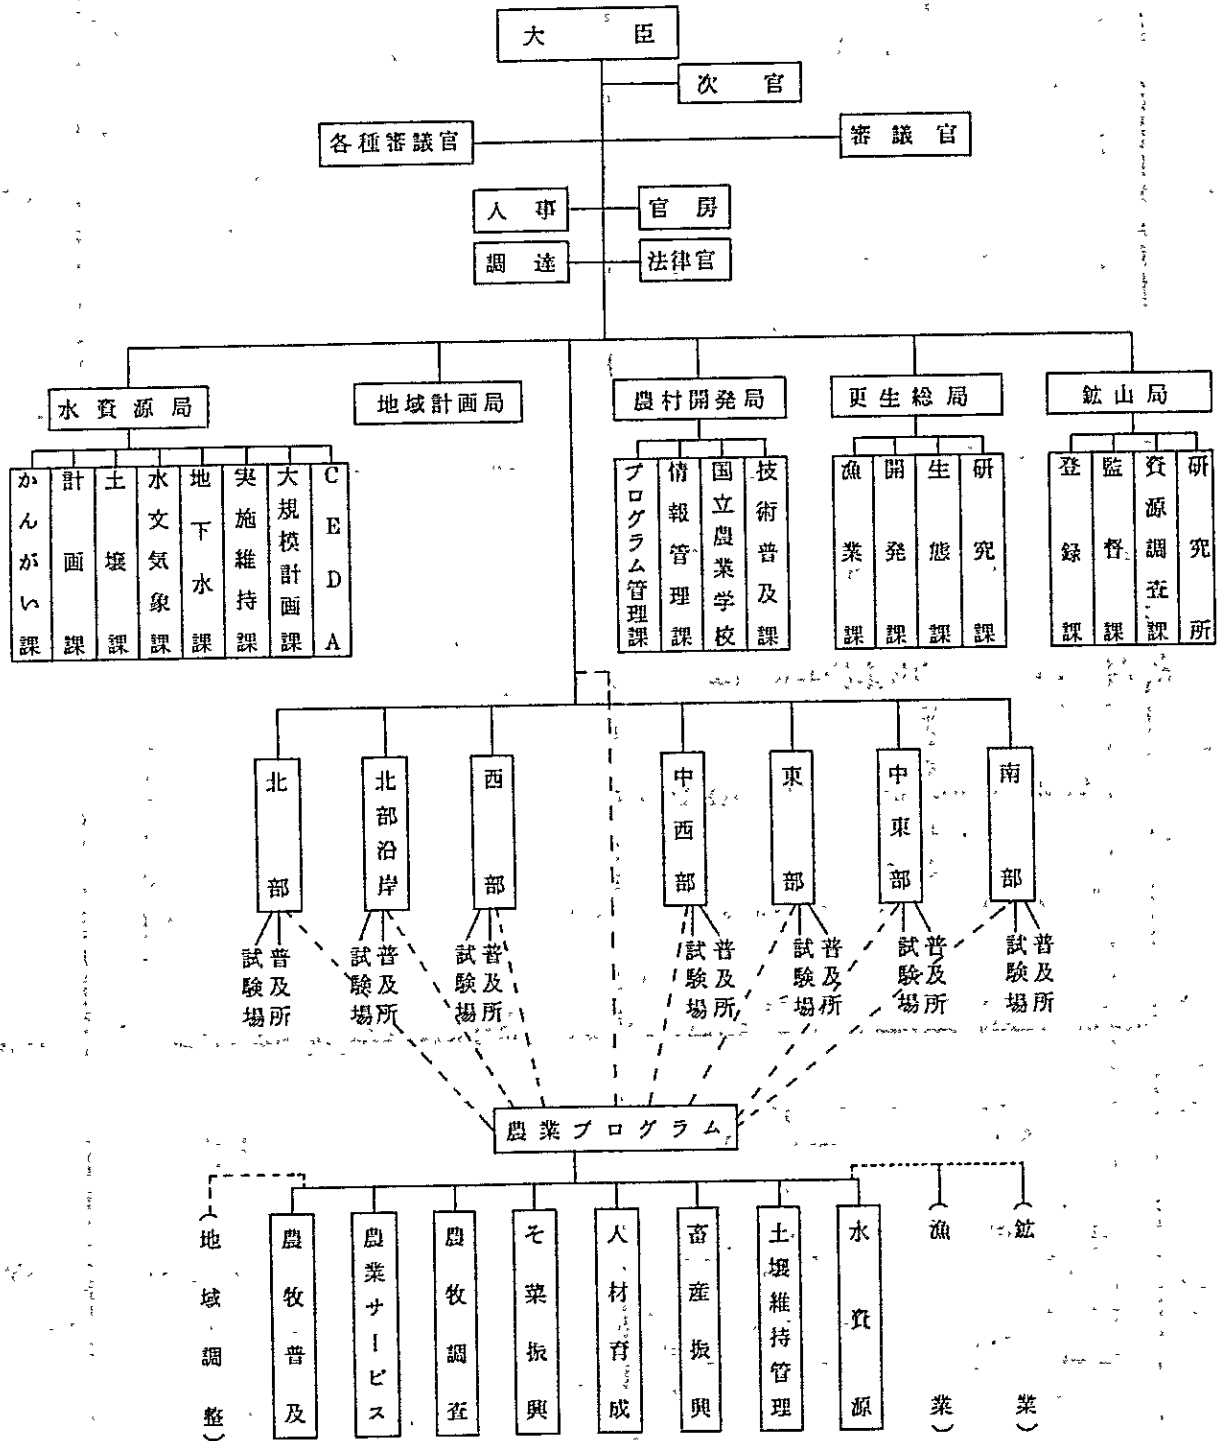 大臣
次官
各種審議官
審議官
人事
官房
調達
法律官
水資源局
地域計画局
農村開発局
更生総局
鉱山局
かんがい課
計画課
土壌課
水文気象課
地下水課
実施維持課
大規模計画課
CEDA
プログラム管理課
情報管理課
国立農業学校
技術普及課
漁業課
開発課
生態課
研究課
登録課
監督課
資源調査課
研究所
北部
北部沿岸
西部
中西部
東部
中東部
南部
試験場
普及所
試験場
普及所
試験場
普及所
試験場
普及所
試験場
普及所
試験場
普及所
試験場
普及所
農業プログラム
(地域調整)
農牧普及
農業サービス
農牧調査
そ菜振興
人材育成
畜産振興
土壌維持管理
水資源
(漁業)
(鉱業)